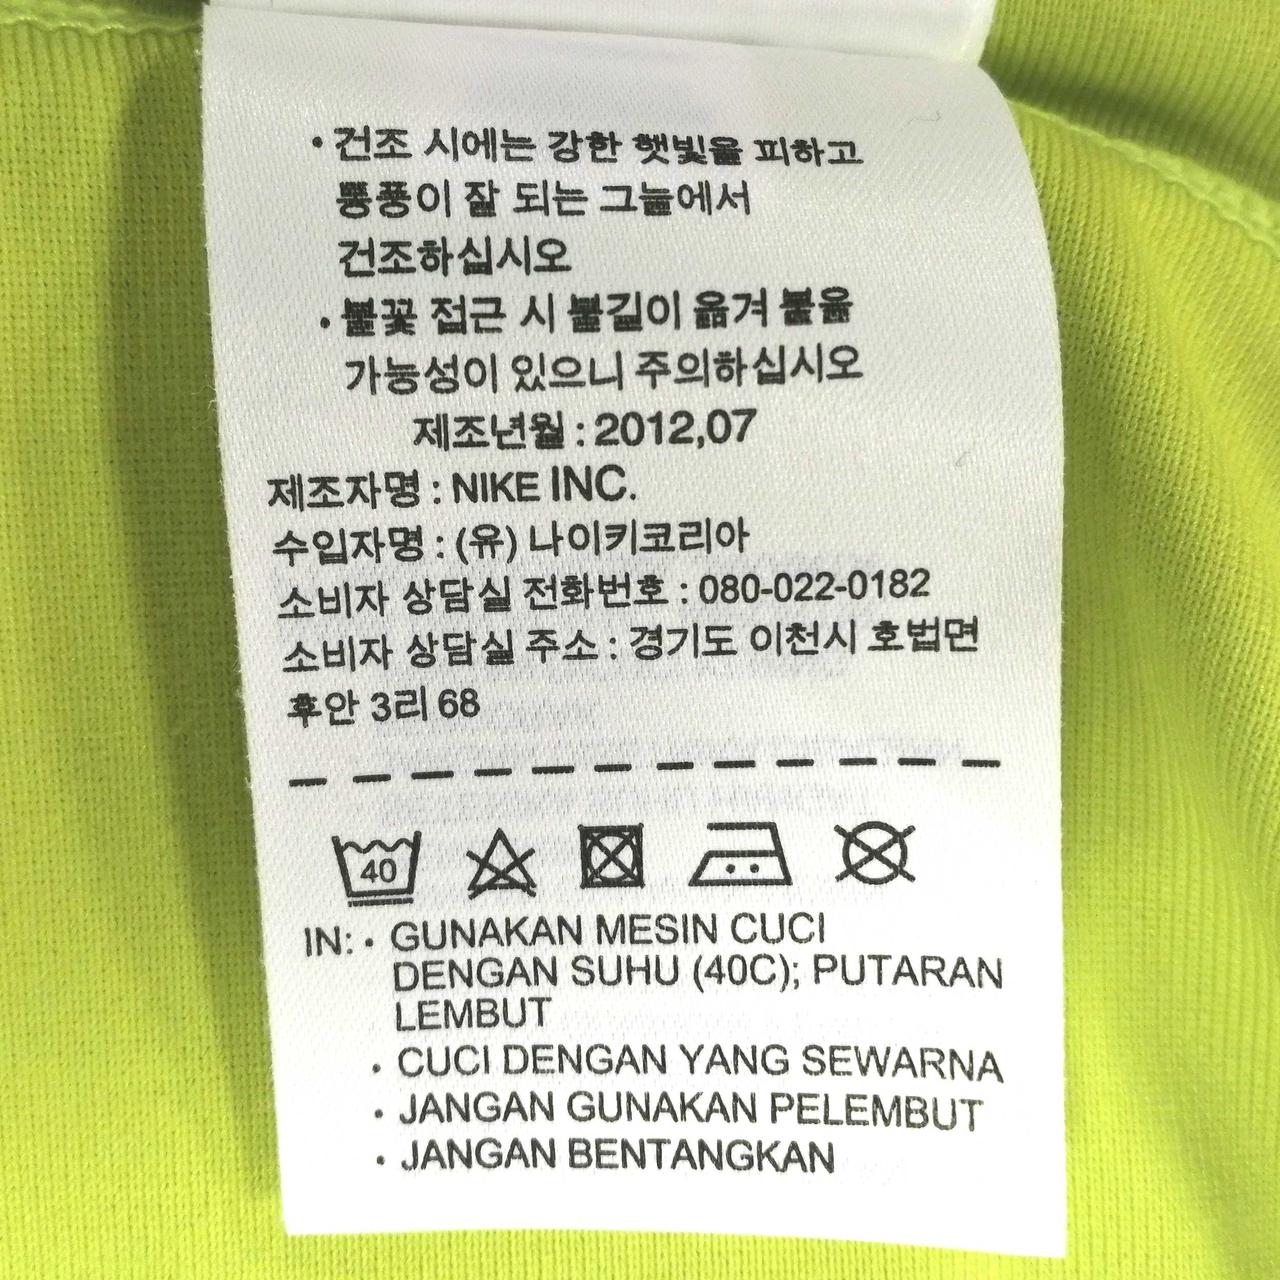 • 건조 시에는 강한 햇빛을 피하고
통풍이 잘 되는 그늘에서
건조하십시오
• 불꽃 접근 시 불길이 옮겨 붙을
가능성이 있으니 주의하십시오
제조년월 : 2012,07
제조자명 : NIKE INC.
수입자명 : (유) 나이키코리아
소비자 상담실 전화번호 : 080-022-0182
소비자 상담실 주소 : 경기도 이천시 호법면
후안 3리 68
40
IN: • GUNAKAN MESIN CUCI
DENGAN SUHU (40C); PUTARAN
LEMBUT
• CUCI DENGAN YANG SEWARNA
• JANGAN GUNAKAN PELEMBUT
• JANGAN BENTANGKAN